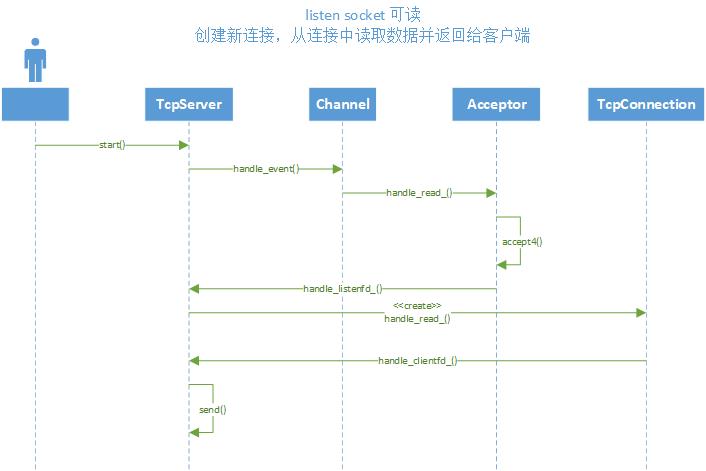 listen socket 可读
创建新连接，从连接中读取数据并返回给客户端
TcpServer
Channel
Acceptor
TcpConnection
start()
handle_event()
handle_read_()
accept4()
handle_listenfd_()
<<create>>
handle_read_()
handle_clientfd_()
send()